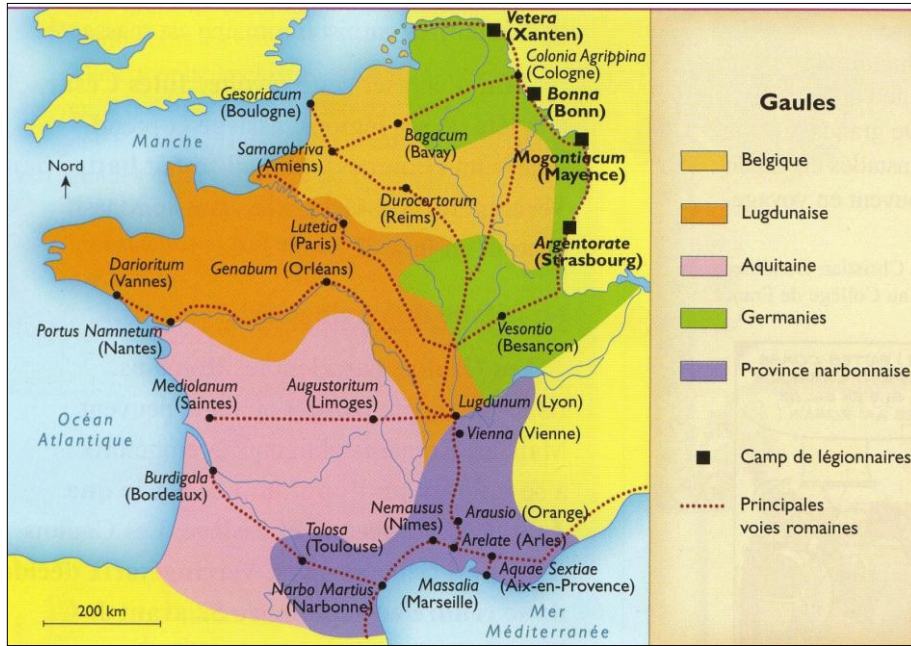 Vetera
(Xanten)
Colonia Agrippina
(Cologne)
Gesoriacum
(Boulogne)
Bonna
(Bonn)
Manche
Bagacum
(Bavay)
Samarobriva
(Amiens)
Mogontiacum
(Mayence)
Nord
Durocortorum
(Reims)
Lutetia
(Paris)
Argentorate
(Strasbourg)
Darioritum
(Vannes)
Genabum (Orléans)
Portus Namnetum
(Nantes)
Vesontio
(Besançon)
Mediolanum
(Saintes)
Augustoritum
(Limoges)
Lugdunum (Lyon)
Océan
Atlantique
Vienna (Vienne)
Burdigala
(Bordeaux)
Nemausus
(Nîmes)
Arausio (Orange)
Tolosa
(Toulouse)
Arelate (Arles)
Aquae Sextiae
(Aix-en-Provence)
Narbo Martius
(Narbonne)
Massalia
(Marseille)
200 km
Mer
Méditerranée
Gaules
Belgique
Lugdunaise
Aquitaine
Germanies
Province narbonnaise
Camp de légionnaires
Principales
voies romaines